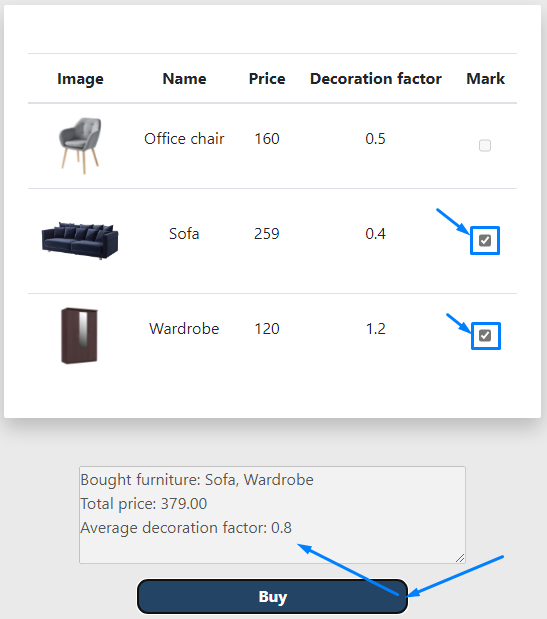 Image Name Price Decoration factor Mark
Office chair 160 0.5
Sofa 259 0.4
Wardrobe 120 1.2
Bought furniture: Sofa, Wardrobe
Total price: 379.00
Average decoration factor: 0.8
Buy